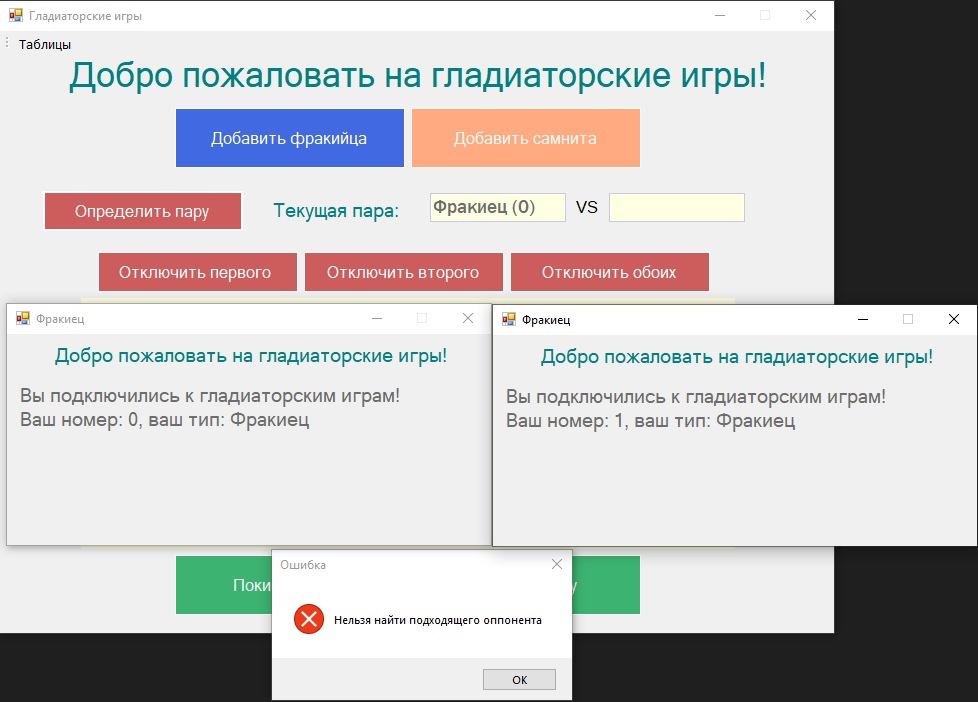 Гладиаторские игры
Таблицы
Добро пожаловать на гладиаторские игры!
Добавить фракийца
Добавить самнита
Определить пару
Текущая пара:
Фракиец (0)
VS
Отключить первого
Отключить второго
Отключить обоих
Фракиец
Добро пожаловать на гладиаторские игры!
Вы подключились к гладиаторским играм!
Ваш номер: 0, ваш тип: Фракиец
Фракиец
Добро пожаловать на гладиаторские игры!
Вы подключились к гладиаторским играм!
Ваш номер: 1, ваш тип: Фракиец
Ошибка
Нельзя найти подходящего оппонента
OK